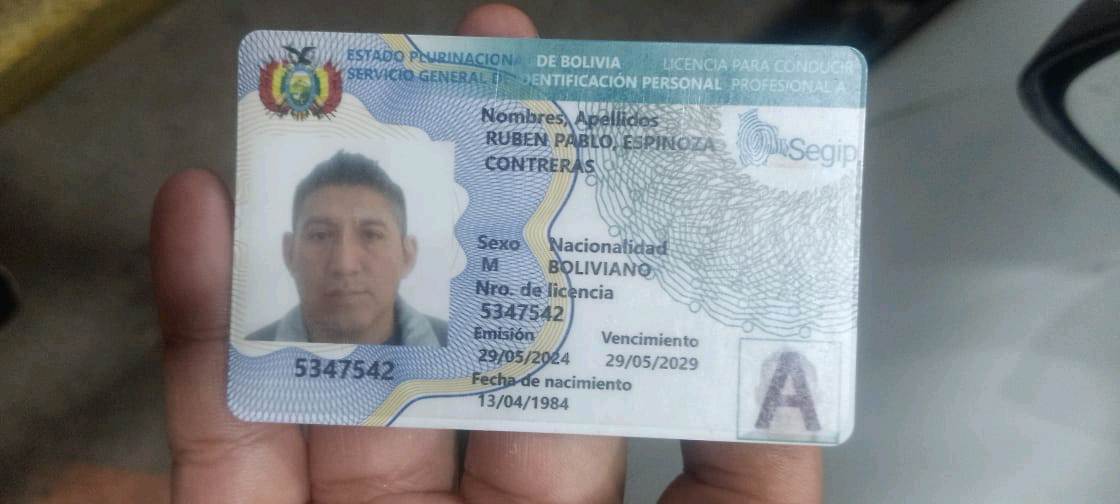 ESTADO PLURINACIONAL DE BOLIVIA LICENCIA PARA CONDUCIR
SERVICIO GENERAL DE IDENTIFICACIÓN PERSONAL PROFESIONAL A
Nombres, Apellidos
RUBEN PABLO, ESPINOZA
CONTRERAS
Segip
Sexo Nacionalidad
M BOLIVIANO
Nro. de licencia
5347542
Emisión Vencimiento
29/05/2024 29/05/2029
5347542
Fecha de nacimiento
13/04/1984
A